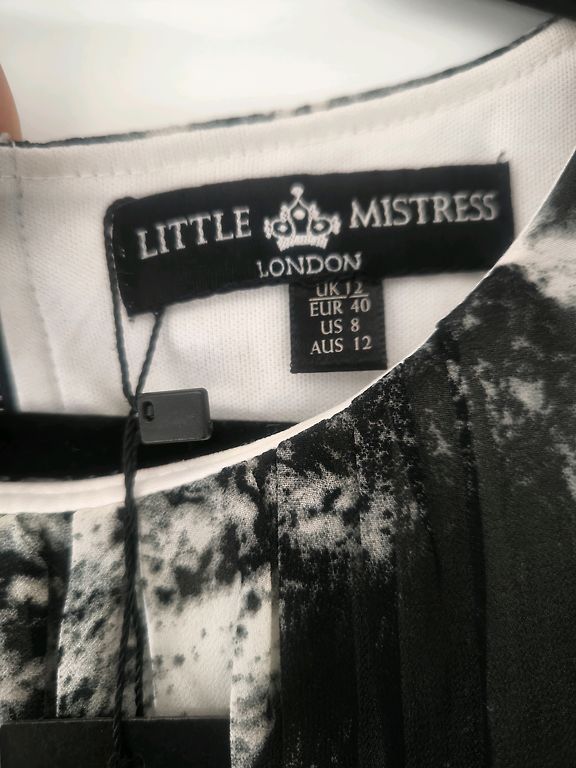 LITTLE MISTRESS
LONDON
UK 12
EUR 40
US 8
AUS 12